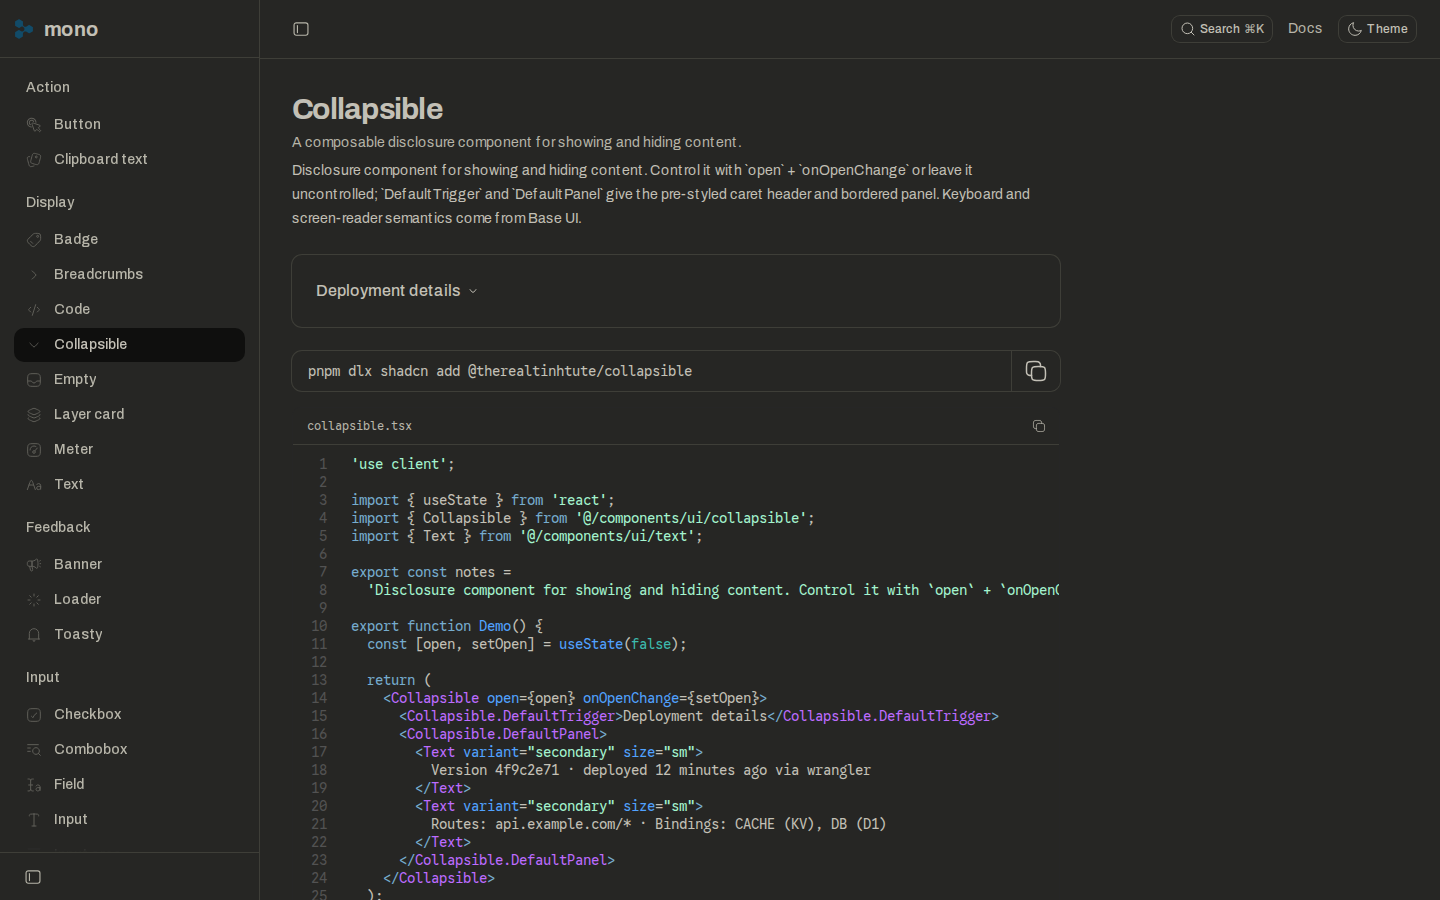 mono
Search ⌘K
Docs
Theme
Action
Button
Clipboard text
Display
Badge
Breadcrumbs
Code
Collapsible
Empty
Layer card
Meter
Text
Feedback
Banner
Loader
Toasty
Input
Checkbox
Combobox
Field
Input
Collapsible
A composable disclosure component for showing and hiding content.
Disclosure component for showing and hiding content. Control it with `open` + `onOpenChange` or leave it
uncontrolled; `DefaultTrigger` and `DefaultPanel` give the pre-styled caret header and bordered panel. Keyboard and
screen-reader semantics come from Base UI.
Deployment details
pnpm dlx shadcn add @therealtinhtute/collapsible
collapsible.tsx
1 'use client';
2
3 import { useState } from 'react';
4 import { Collapsible } from '@/components/ui/collapsible';
5 import { Text } from '@/components/ui/text';
6
7 export const notes =
8 'Disclosure component for showing and hiding content. Control it with `open` + `onOpenC
9
10 export function Demo() {
11 const [open, setOpen] = useState(false);
12
13 return (
14 <Collapsible open={open} onOpenChange={setOpen}>
15 <Collapsible.DefaultTrigger>Deployment details</Collapsible.DefaultTrigger>
16 <Collapsible.DefaultPanel>
17 <Text variant="secondary" size="sm">
18 Version 4f9c2e71 · deployed 12 minutes ago via wrangler
19 </Text>
20 <Text variant="secondary" size="sm">
21 Routes: api.example.com/* · Bindings: CACHE (KV), DB (D1)
22 </Text>
23 </Collapsible.DefaultPanel>
24 </Collapsible>
25 );